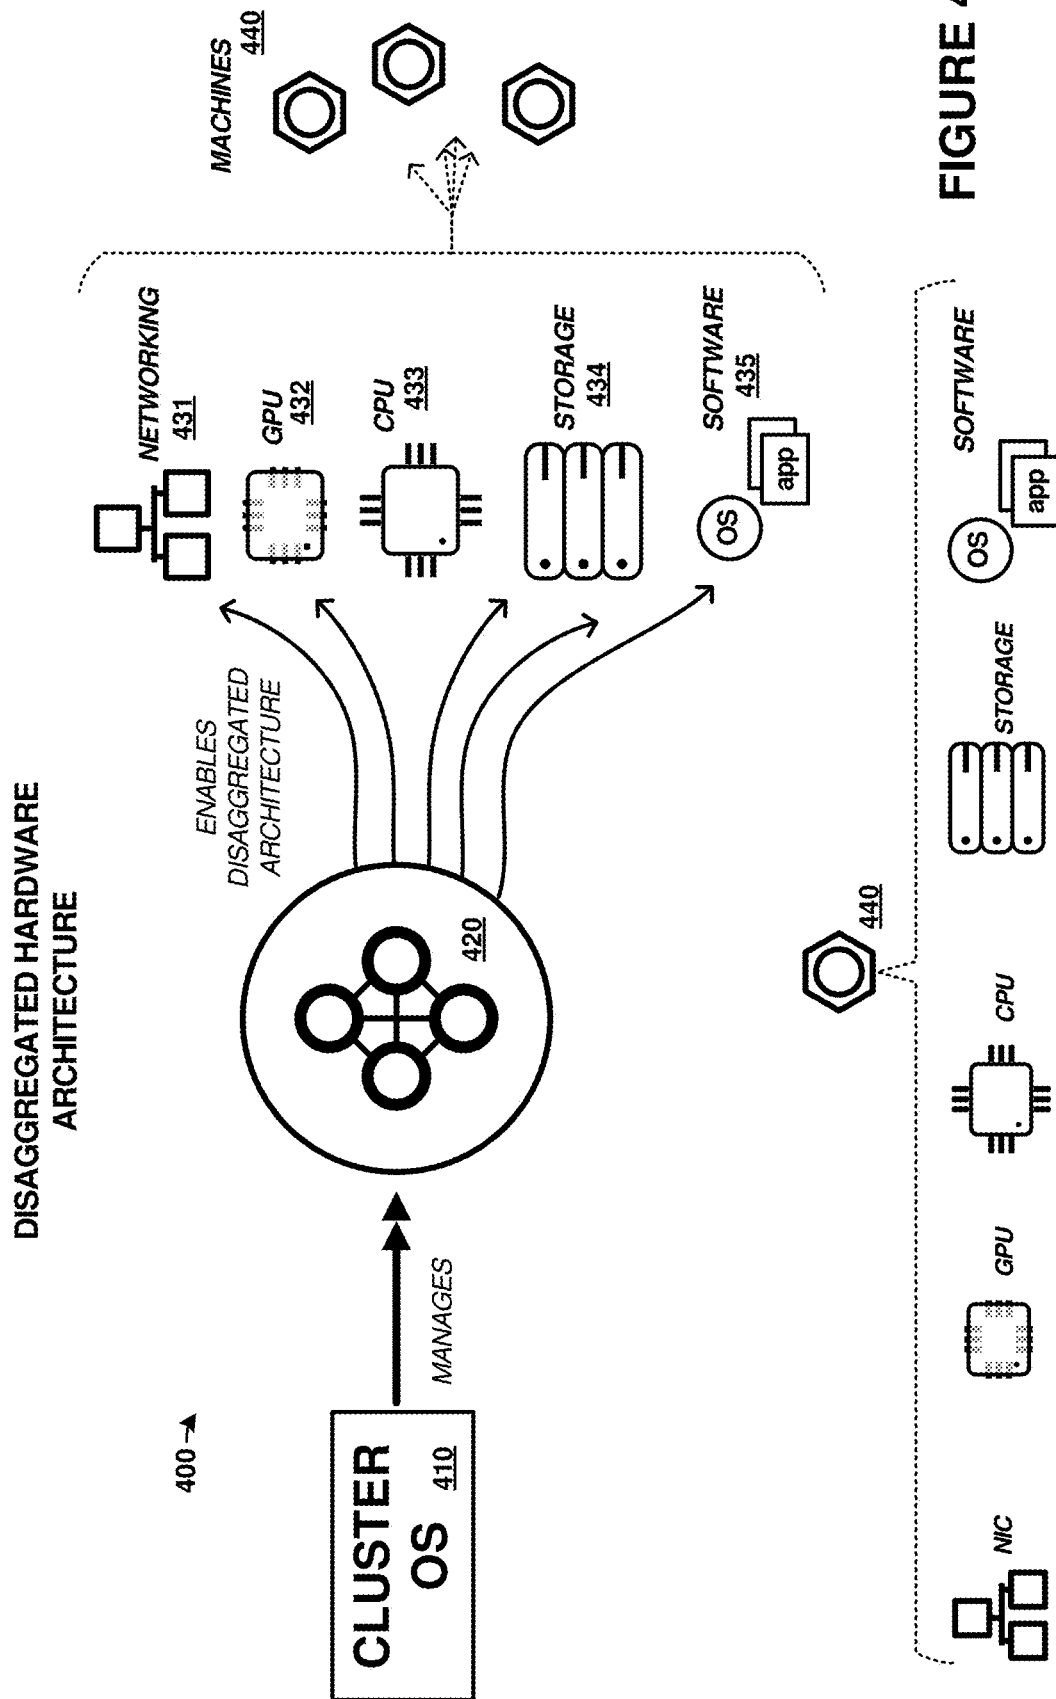 DISAGGREGATED HARDWARE
ARCHITECTURE
400
CLUSTER
OS
410
MANAGES
420
ENABLES
DISAGGREGATED
ARCHITECTURE
NETWORKING
431
GPU
432
CPU
433
STORAGE
434
SOFTWARE
435
OS
app
MACHINES
440
440
NIC
GPU
CPU
STORAGE
SOFTWARE
OS
app
FIGURE 4